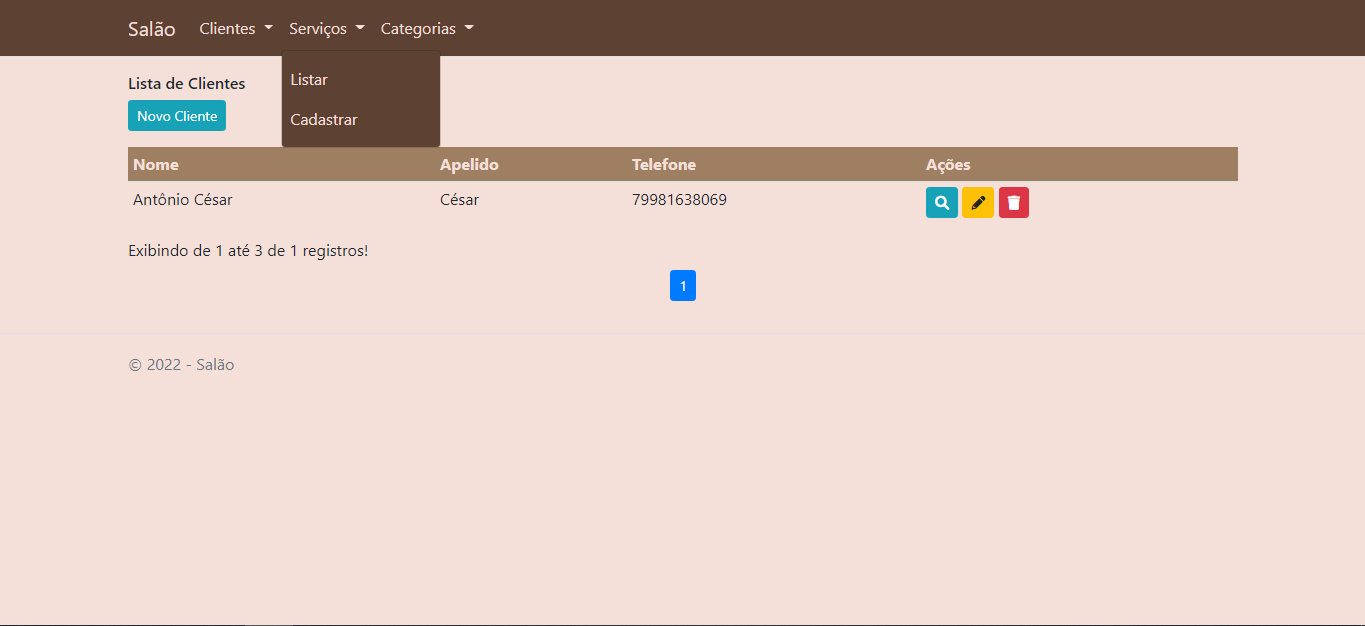 Salão Clientes Serviços Categorias
Listar
Cadastrar
Lista de Clientes
Novo Cliente
Nome Apelido Telefone Ações
Antônio César César 79981638069
Exibindo de 1 até 3 de 1 registros!
1
© 2022 - Salão